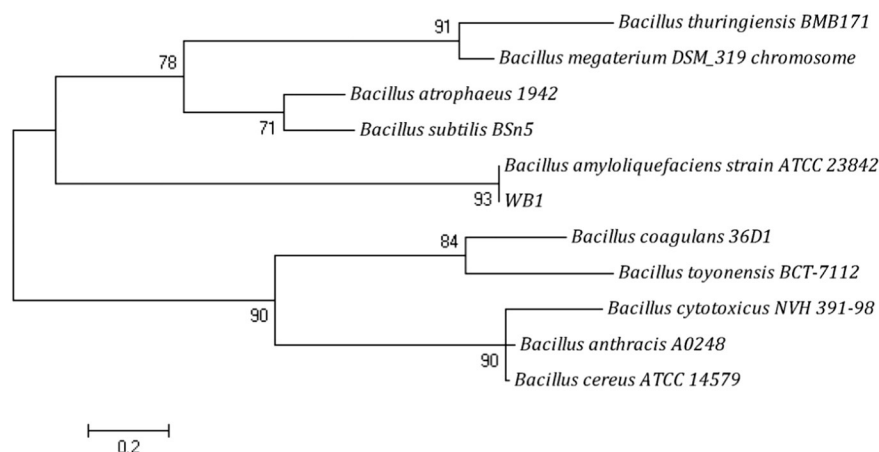 91
Bacillus thuringiensis BMB171
Bacillus megaterium DSM_319 chromosome
78
Bacillus atrophaeus 1942
71
Bacillus subtilis BSn5
Bacillus amyloliquefaciens strain ATCC 23842
93
WB1
84
Bacillus coagulans 36D1
Bacillus toyonensis BCT-7112
90
Bacillus cytotoxicus NVH 391-98
Bacillus anthracis A0248
90
Bacillus cereus ATCC 14579
0.2